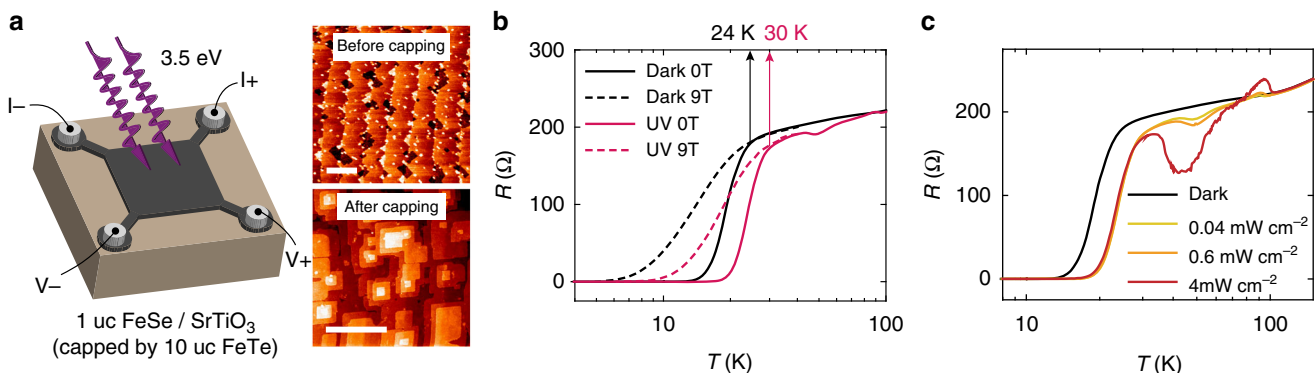 a
3.5 eV
I−
I+
V−
V+
1 uc FeSe / SrTiO₃
(capped by 10 uc FeTe)
Before capping
After capping
b
24 K
30 K
300
200
100
0
R (Ω)
Dark 0T
Dark 9T
UV 0T
UV 9T
10
100
T (K)
c
200
100
0
R (Ω)
Dark
0.04 mW cm⁻²
0.6 mW cm⁻²
4mW cm⁻²
10
100
T (K)